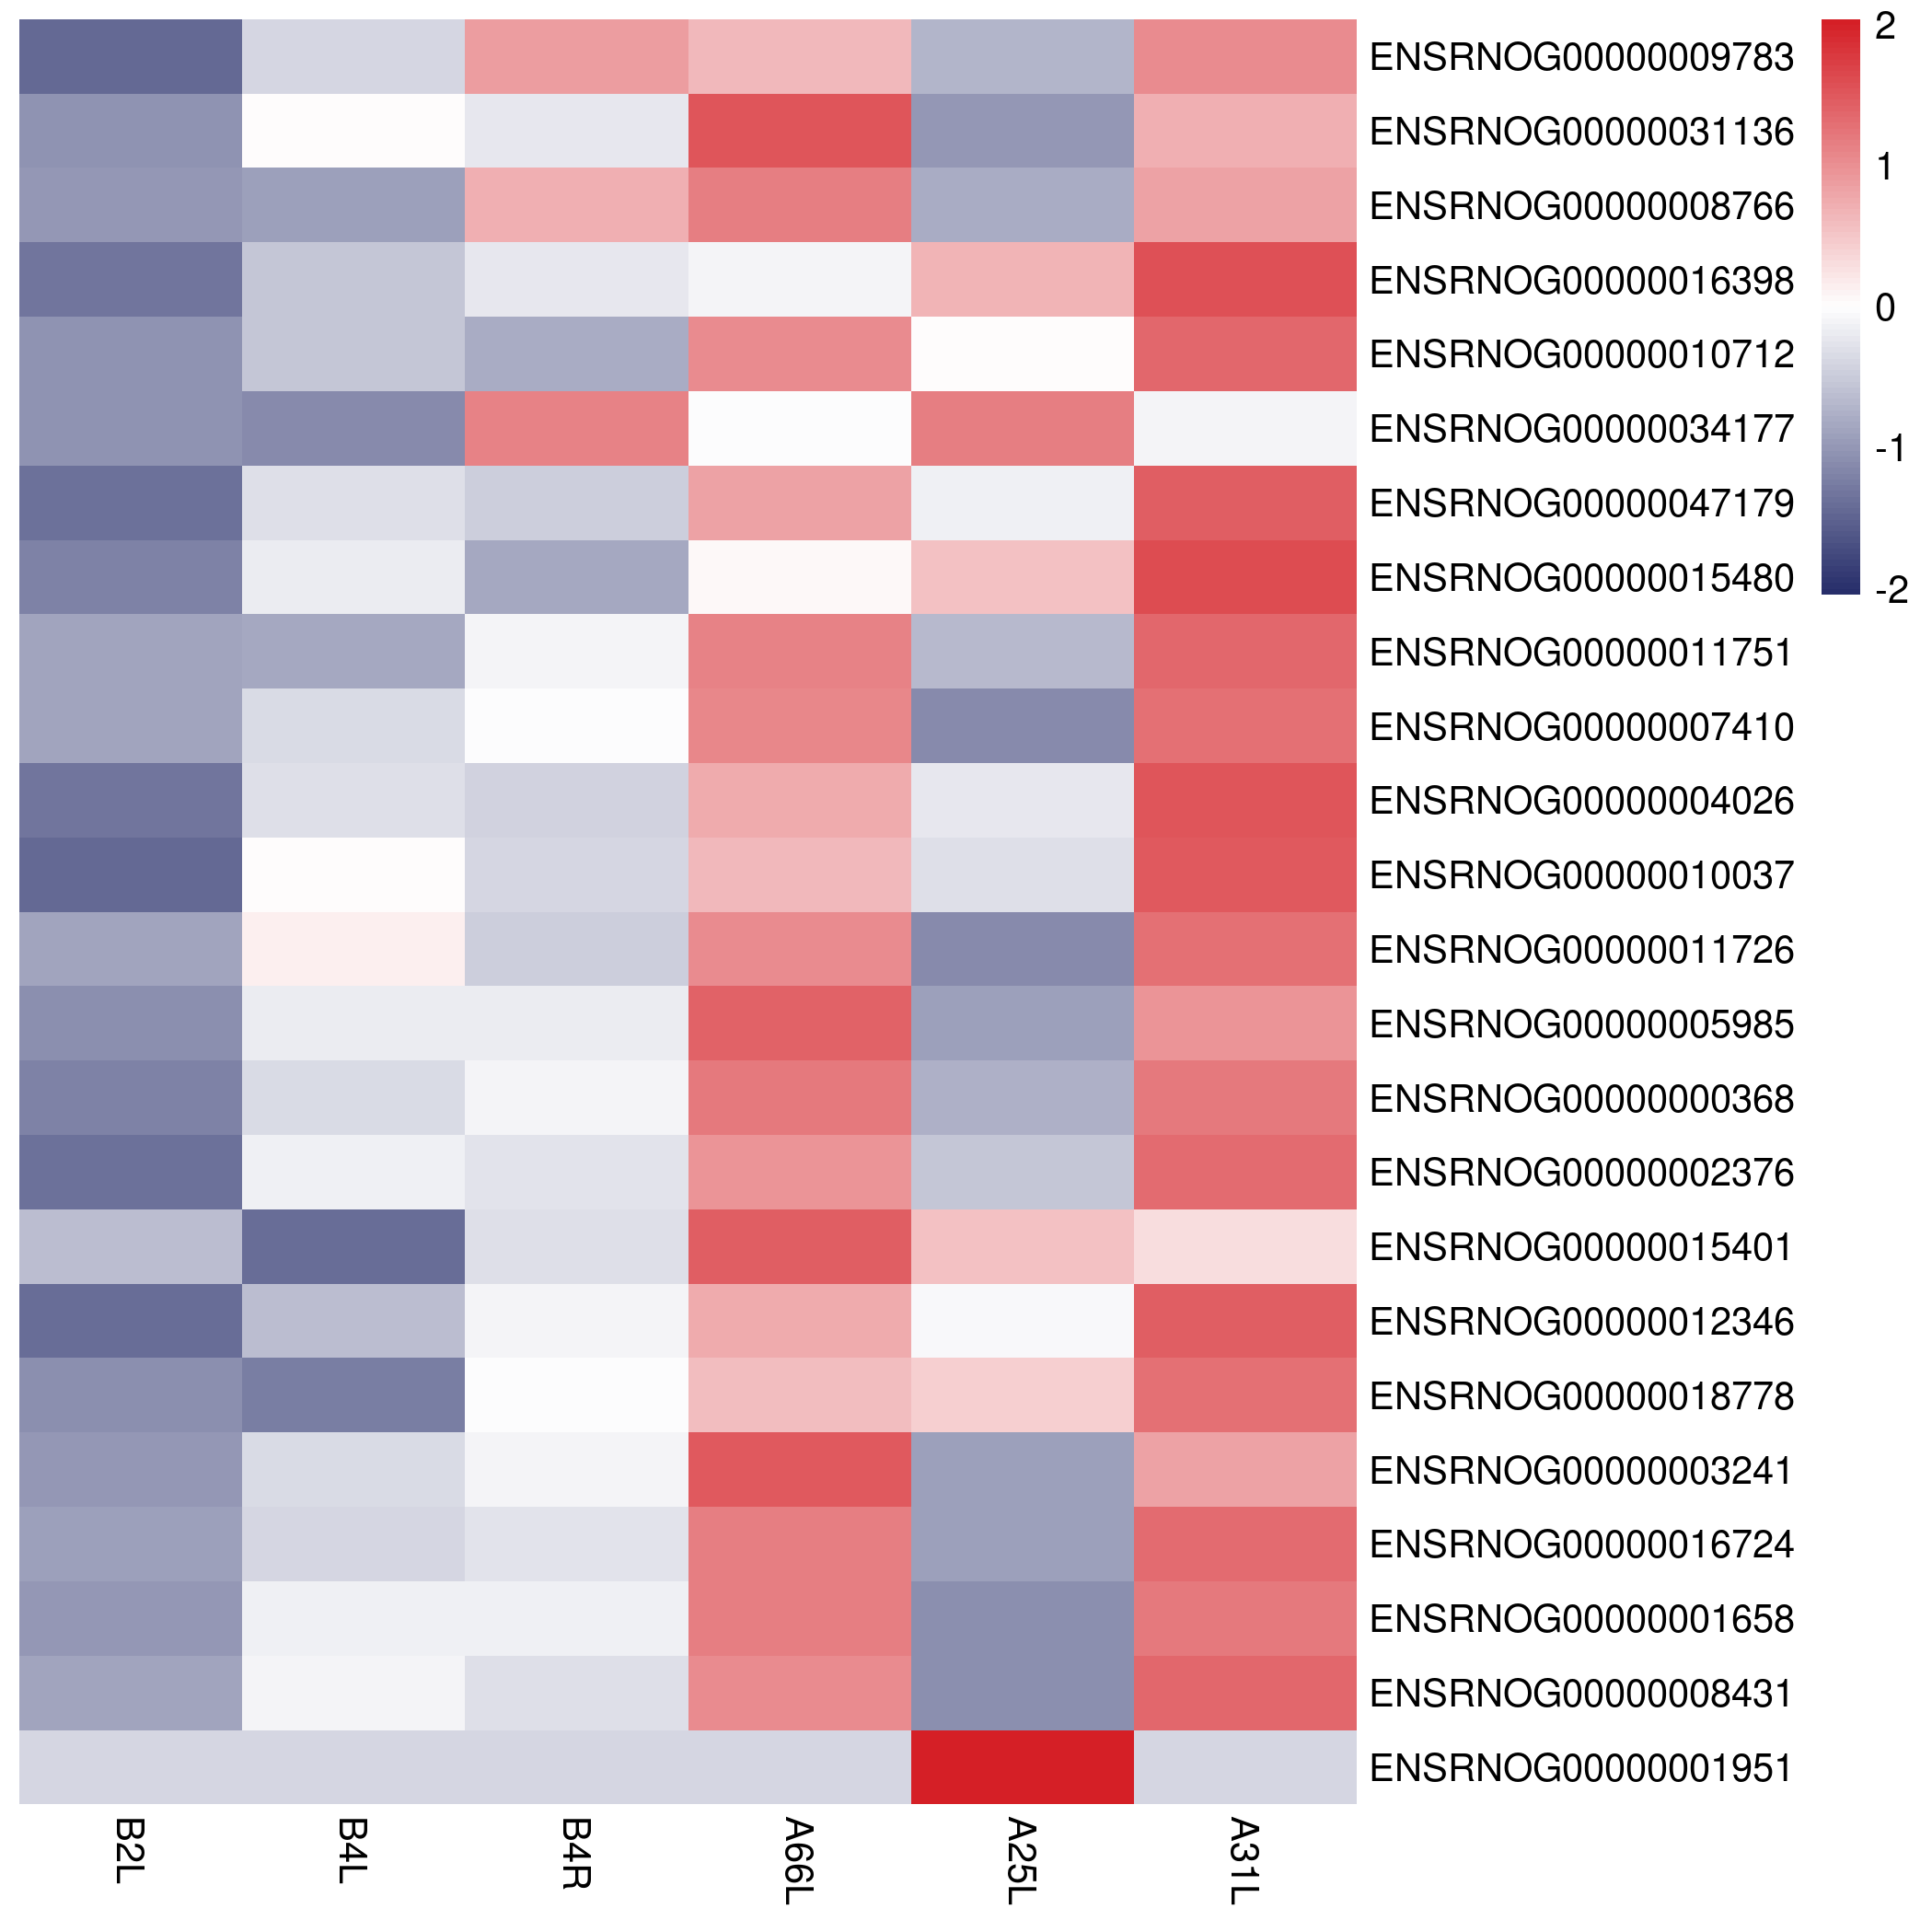 ENSRNOG00000009783
ENSRNOG00000031136
ENSRNOG00000008766
ENSRNOG00000016398
ENSRNOG00000010712
ENSRNOG00000034177
ENSRNOG00000047179
ENSRNOG00000015480
ENSRNOG00000011751
ENSRNOG00000007410
ENSRNOG00000004026
ENSRNOG00000010037
ENSRNOG00000011726
ENSRNOG00000005985
ENSRNOG00000000368
ENSRNOG00000002376
ENSRNOG00000015401
ENSRNOG00000012346
ENSRNOG00000018778
ENSRNOG00000003241
ENSRNOG00000016724
ENSRNOG00000001658
ENSRNOG00000008431
ENSRNOG00000001951
2
1
0
-1
-2
B2L
B4L
B4R
A66L
A25L
A31L